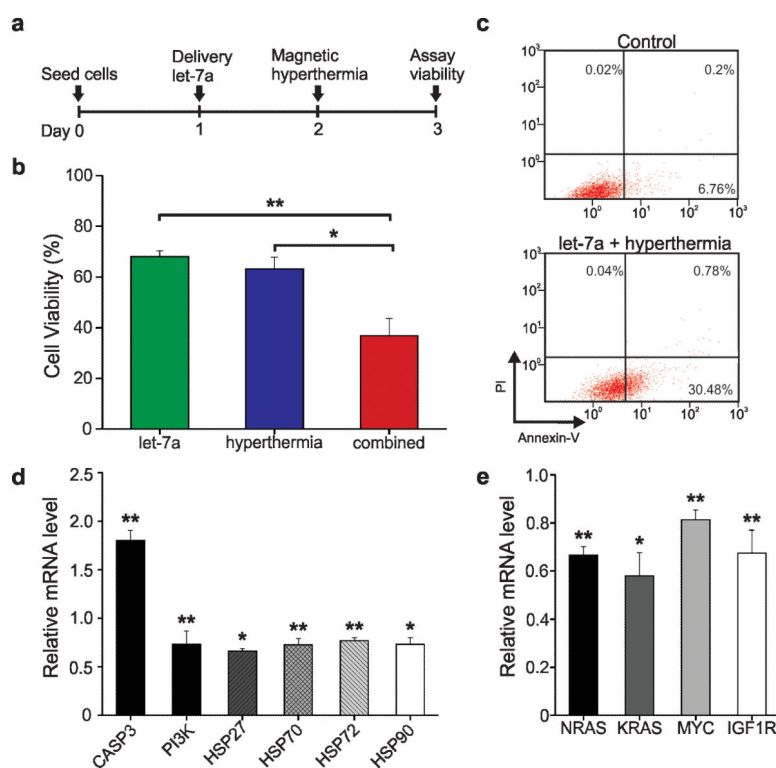 a
Seed cells
Delivery
let-7a
Magnetic
hyperthermia
Assay
viability
Day 0 1 2 3
b
Cell Viability (%)
100
80
60
40
20
0
**
*
let-7a hyperthermia combined
c
Control
10³
10²
10¹
10⁰
0.02% 0.2%
6.76%
10⁰ 10¹ 10² 10³
let-7a + hyperthermia
10³
10²
10¹
10⁰
0.04% 0.78%
30.48%
10⁰ 10¹ 10² 10³
PI
Annexin-V
d
Relative mRNA level
2.5
2.0
1.5
1.0
0.5
0.0
** ** * ** ** *
CASP3 PI3K HSP27 HSP70 HSP72 HSP90
e
Relative mRNA level
1.0
0.8
0.6
0.4
0.2
0.0
** * ** **
NRAS KRAS MYC IGF1R